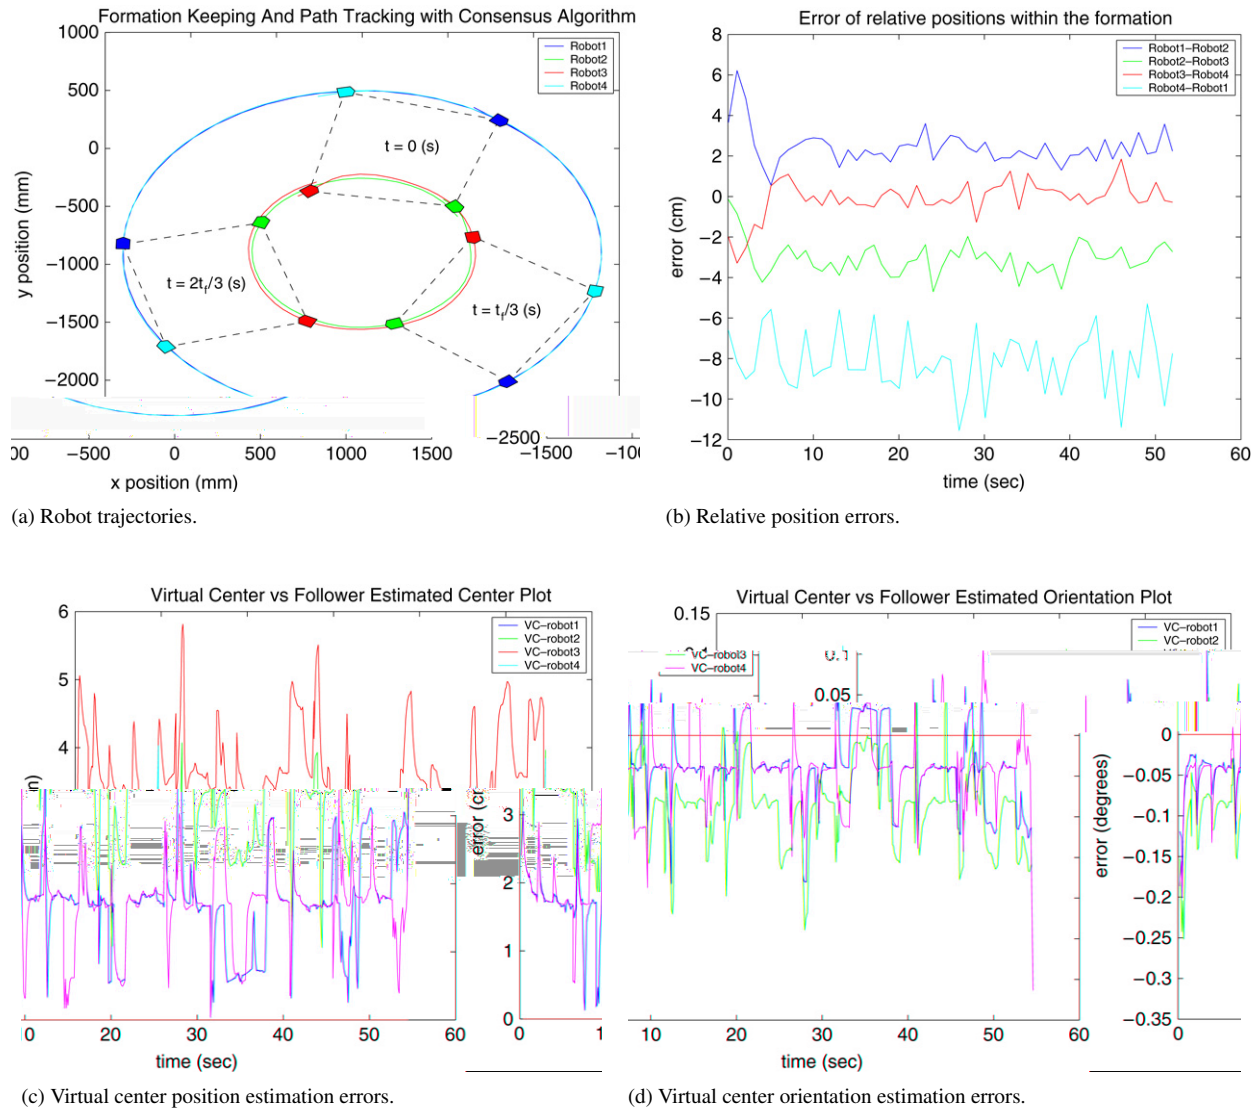 Formation Keeping And Path Tracking with Consensus Algorithm
1000
500
0
−500
−1000
−1500
−2000
−2500
y position (mm)
Robot1
Robot2
Robot3
Robot4
t = 0 (s)
t = 2tf/3 (s)
t = tf/3 (s)
500
0
500
1000
1500
−1500
−100
x position (mm)
(a) Robot trajectories.
Error of relative positions within the formation
8
6
4
2
0
−2
−4
−6
−8
−10
−12
error (cm)
Robot1−Robot2
Robot2−Robot3
Robot3−Robot4
Robot4−Robot1
0
10
20
30
40
50
60
time (sec)
(b) Relative position errors.
Virtual Center vs Follower Estimated Center Plot
6
5
4
VC−robot1
VC−robot2
VC−robot3
VC−robot4
3
2
1
0
error (cr
0
20
30
40
50
60
1
time (sec)
(c) Virtual center position estimation errors.
Virtual Center vs Follower Estimated Orientation Plot
0.15
VC−robot1
VC−robot2
VC−robot3
VC−robot4
0.1
0.05
0
−0.05
−0.1
−0.15
−0.2
−0.25
−0.3
−0.35
error (degrees)
10
20
30
40
50
60
0
time (sec)
(d) Virtual center orientation estimation errors.